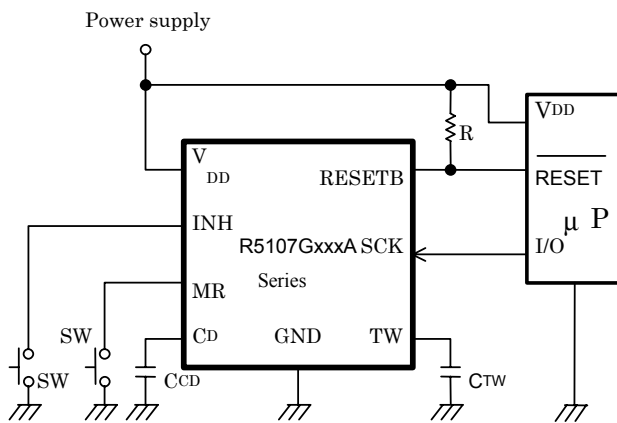 Power supply
VDD
R
VDD
RESETB
RESET
INH
R5107GxxxA SCK
µ P
I/O
Series
MR
SW
CD
GND
TW
SW
CCD
CTW